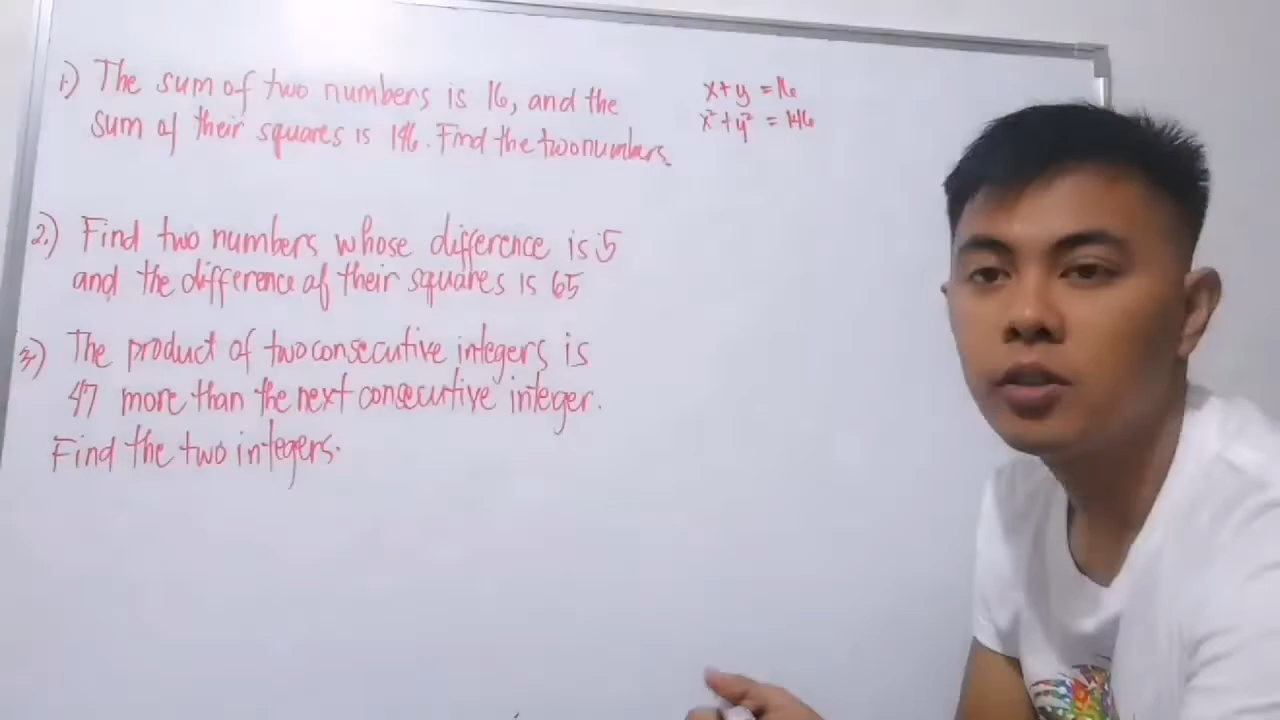 1.) The sum of two numbers is 16, and the
sum of their squares is 146. Find the two numbers.
x + y = 16
x² + y² = 146
2.) Find two numbers whose difference is 5
and the difference of their squares is 65
3.) The product of two consecutive integers is
47 more than the next consecutive integer.
Find the two integers.